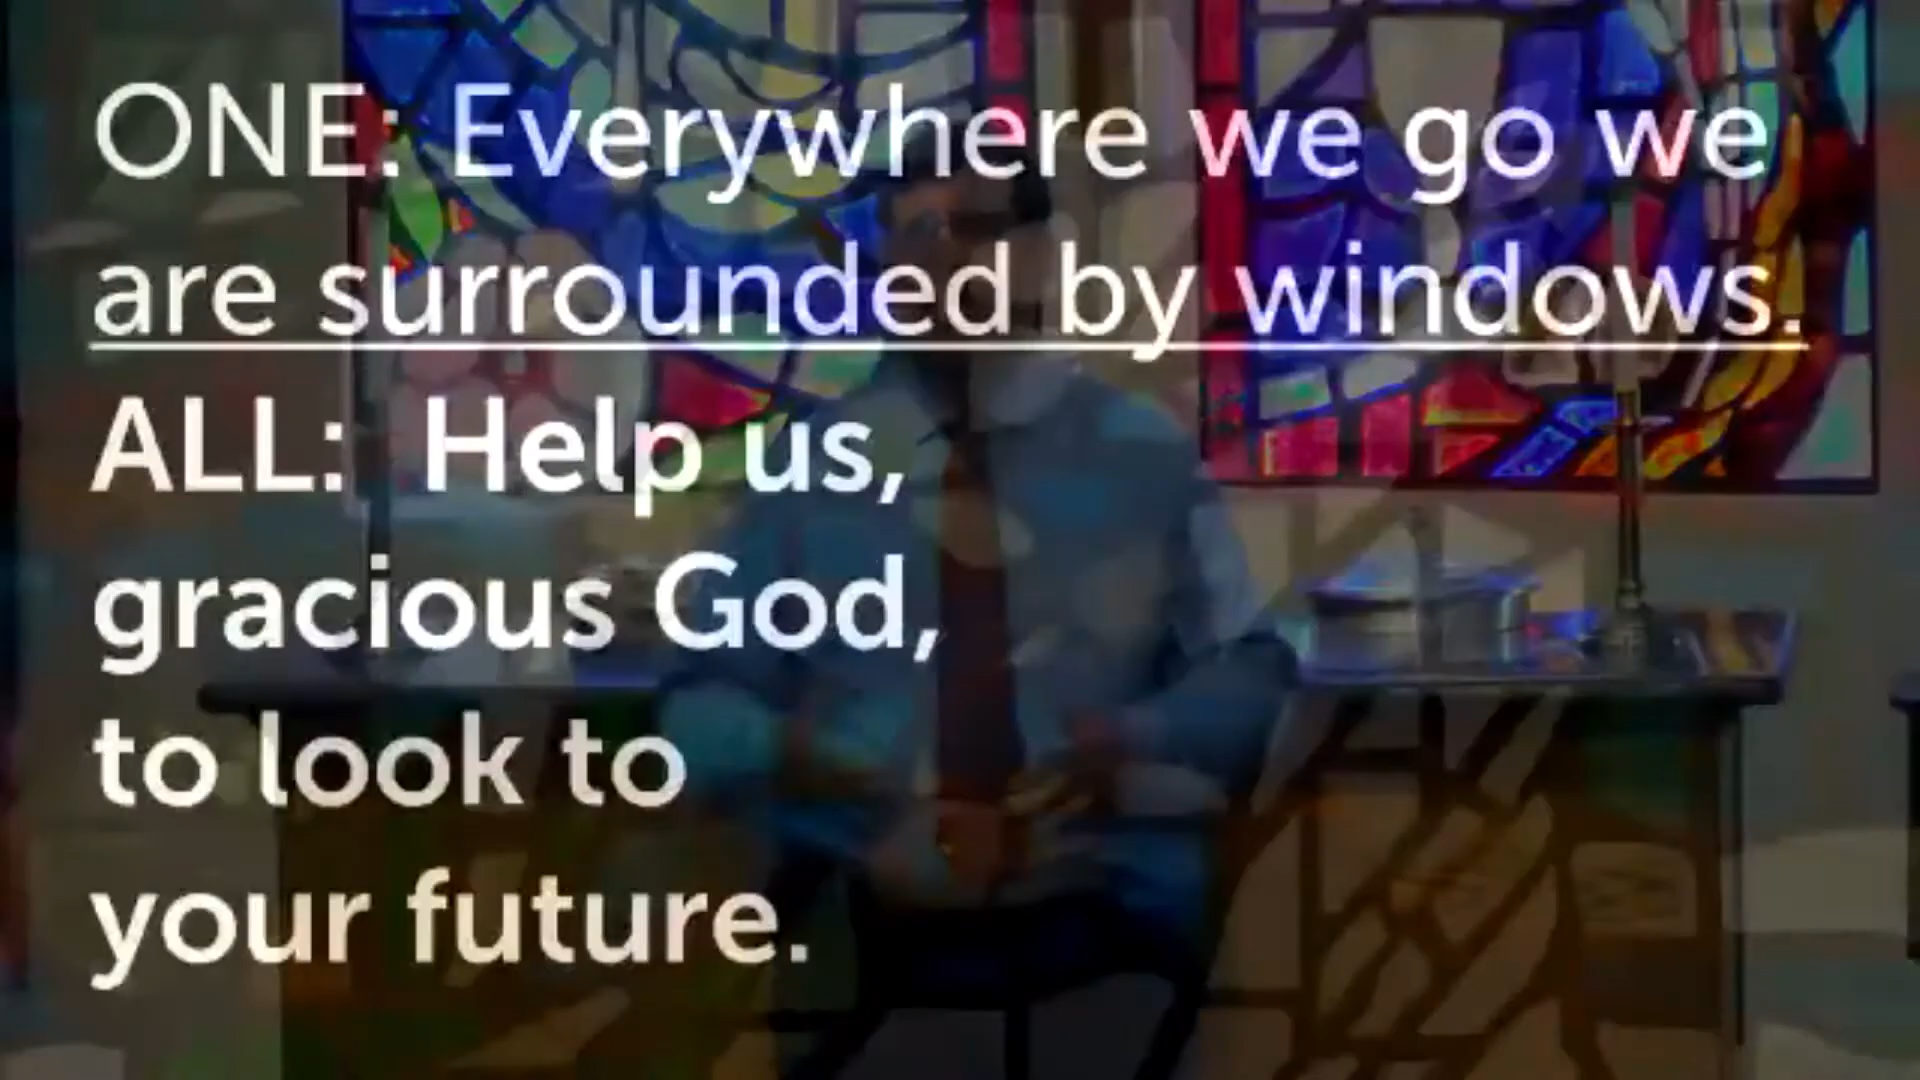 ONE: Everywhere we go we
are surrounded by windows.
ALL: Help us,
gracious God,
to look to
your future.